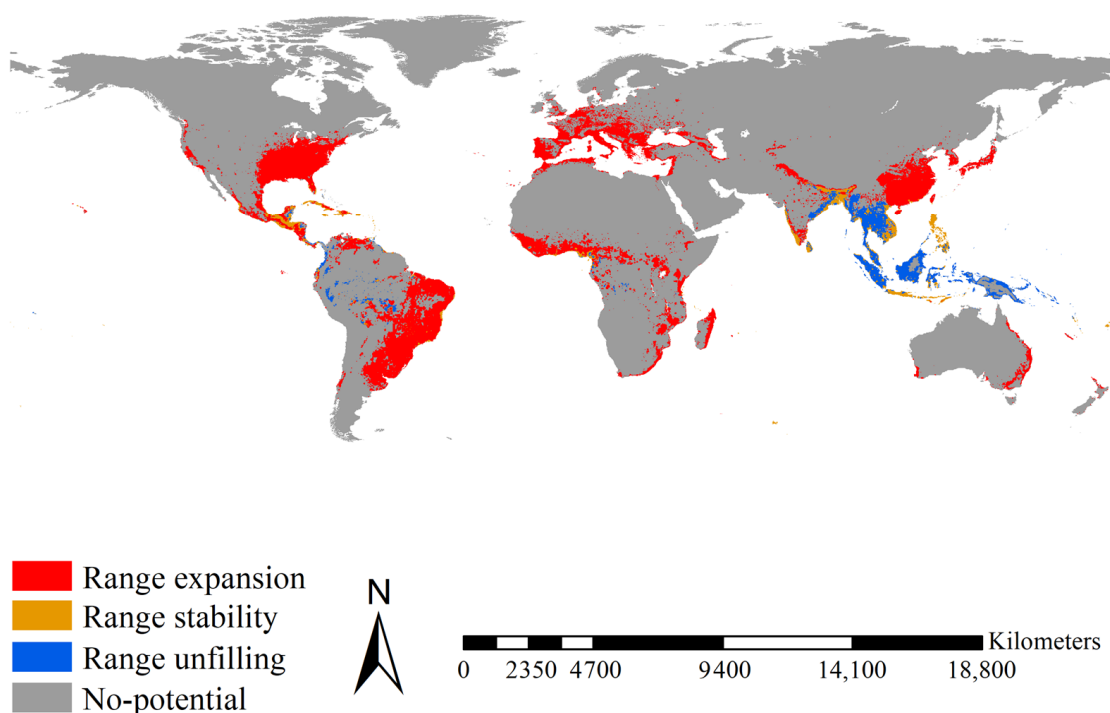 Range expansion
Range stability
Range unfilling
No-potential
N
Kilometers
0 2350 4700 9400 14,100 18,800